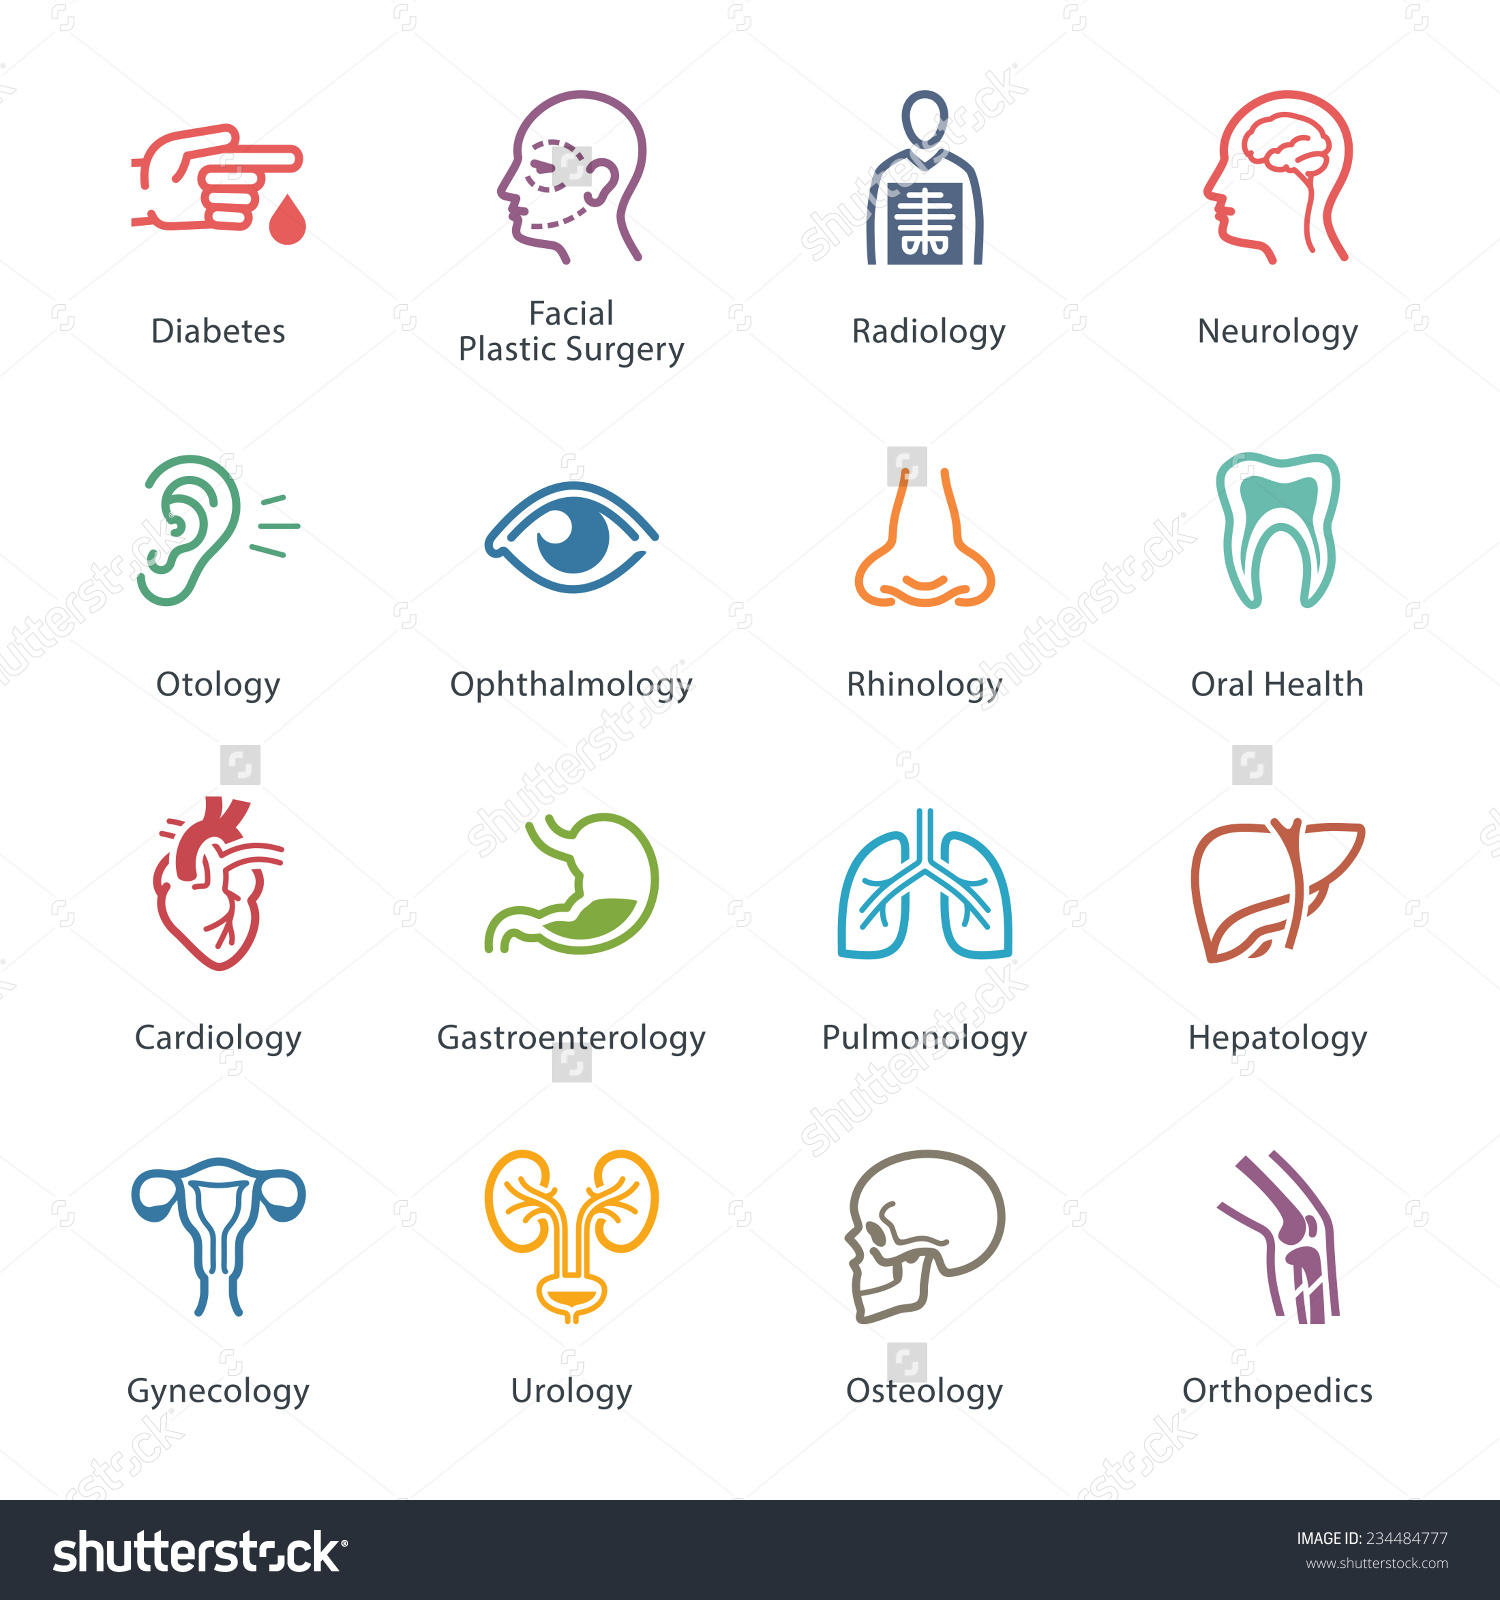 Diabetes
Facial
Plastic Surgery
Radiology
Neurology
Otology
Ophthalmology
Rhinology
Oral Health
Cardiology
Gastroenterology
Pulmonology
Hepatology
Gynecology
Urology
Osteology
Orthopedics
shutterstock
IMAGE ID: 234484777
www.shutterstock.com